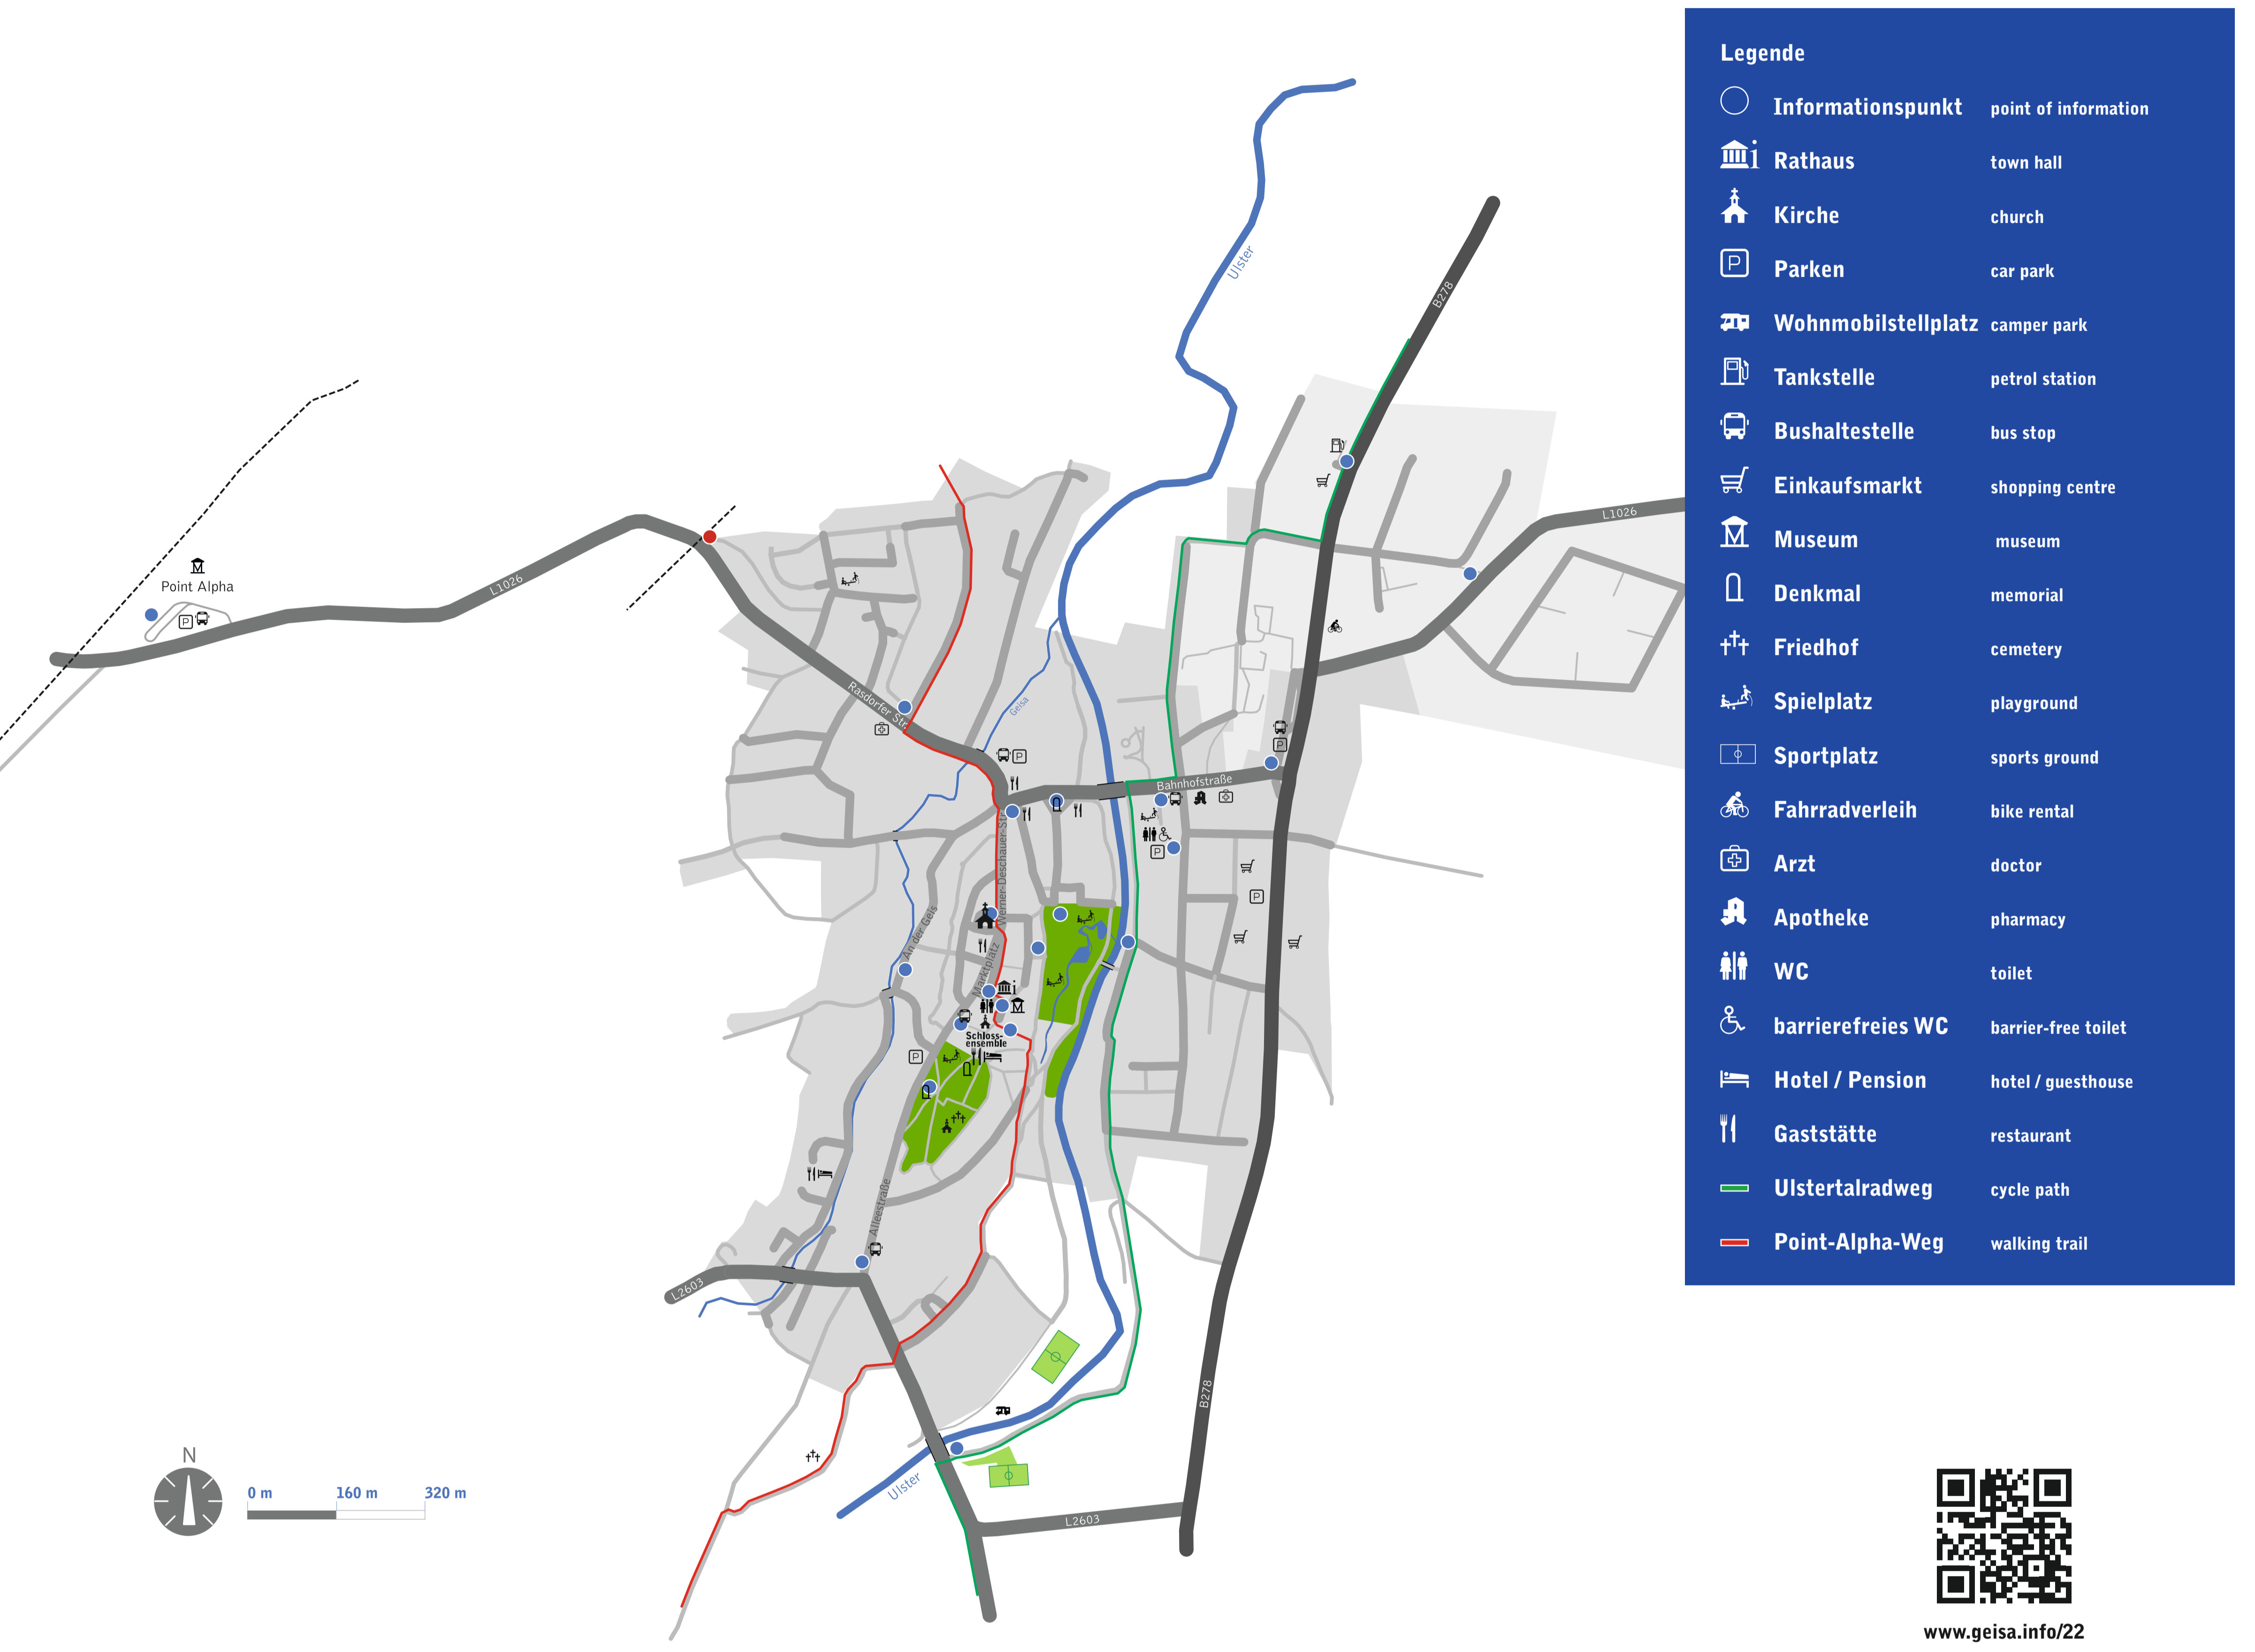 Legende
Informationspunkt point of information
Rathaus town hall
Kirche church
Parken car park
Wohnmobilstellplatz camper park
Tankstelle petrol station
Bushaltestelle bus stop
Einkaufsmarkt shopping centre
Museum museum
Denkmal memorial
Friedhof cemetery
Spielplatz playground
Sportplatz sports ground
Fahrradverleih bike rental
Arzt doctor
Apotheke pharmacy
WC toilet
barrierefreies WC barrier-free toilet
Hotel / Pension hotel / guesthouse
Gaststätte restaurant
Ulstertalradweg cycle path
Point-Alpha-Weg walking trail
Ulster
B278
L1026
Point Alpha
L1026
Rasdorfer Str.
Geisa
Bahnhofstraße
Werner-Deschauer-Str.
An der Geis
Marktplatz
Schloss-
ensemble
Alleestraße
L2603
B278
Ulster
L2603
N
0 m 160 m 320 m
www.geisa.info/22